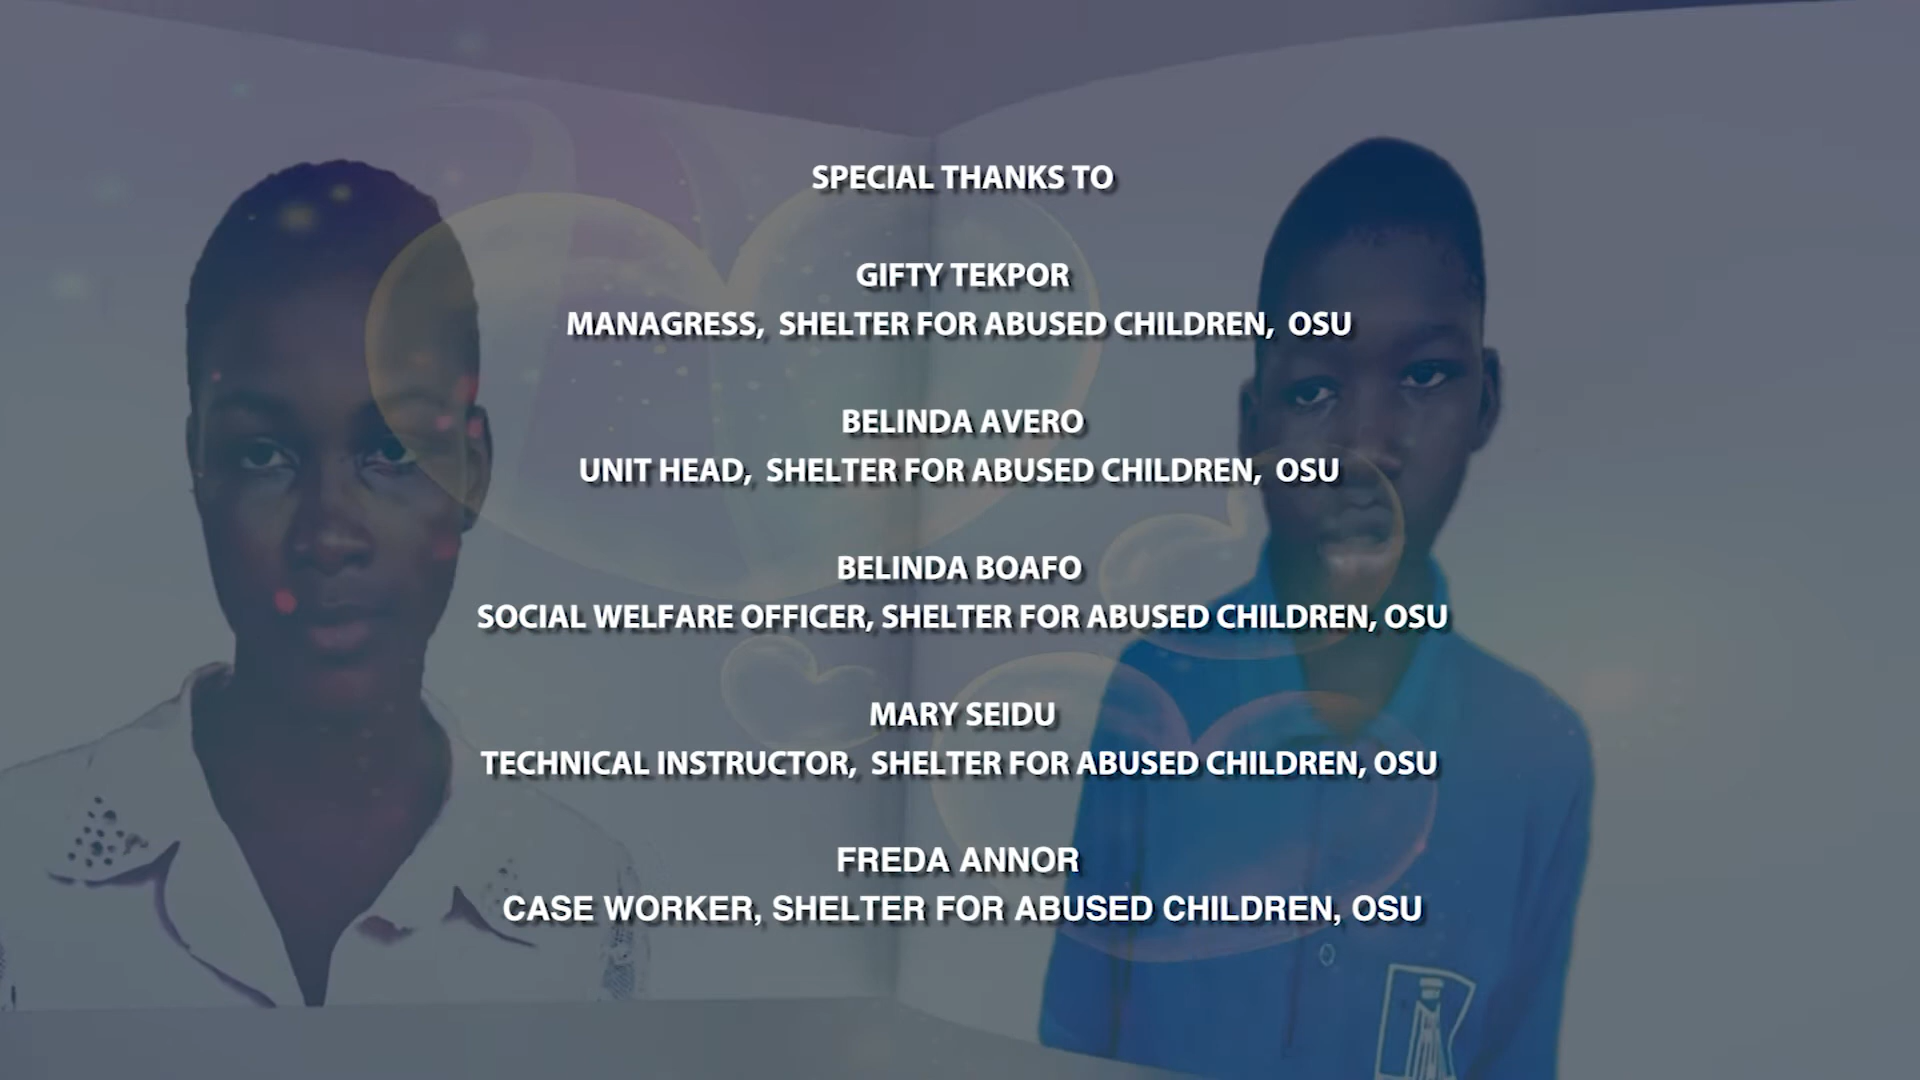 SPECIAL THANKS TO
GIFTY TEKPOR
MANAGRESS, SHELTER FOR ABUSED CHILDREN, OSU
BELINDA AVERO
UNIT HEAD, SHELTER FOR ABUSED CHILDREN, OSU
BELINDA BOAFO
SOCIAL WELFARE OFFICER, SHELTER FOR ABUSED CHILDREN, OSU
MARY SEIDU
TECHNICAL INSTRUCTOR, SHELTER FOR ABUSED CHILDREN, OSU
FREDA ANNOR
CASE WORKER, SHELTER FOR ABUSED CHILDREN, OSU